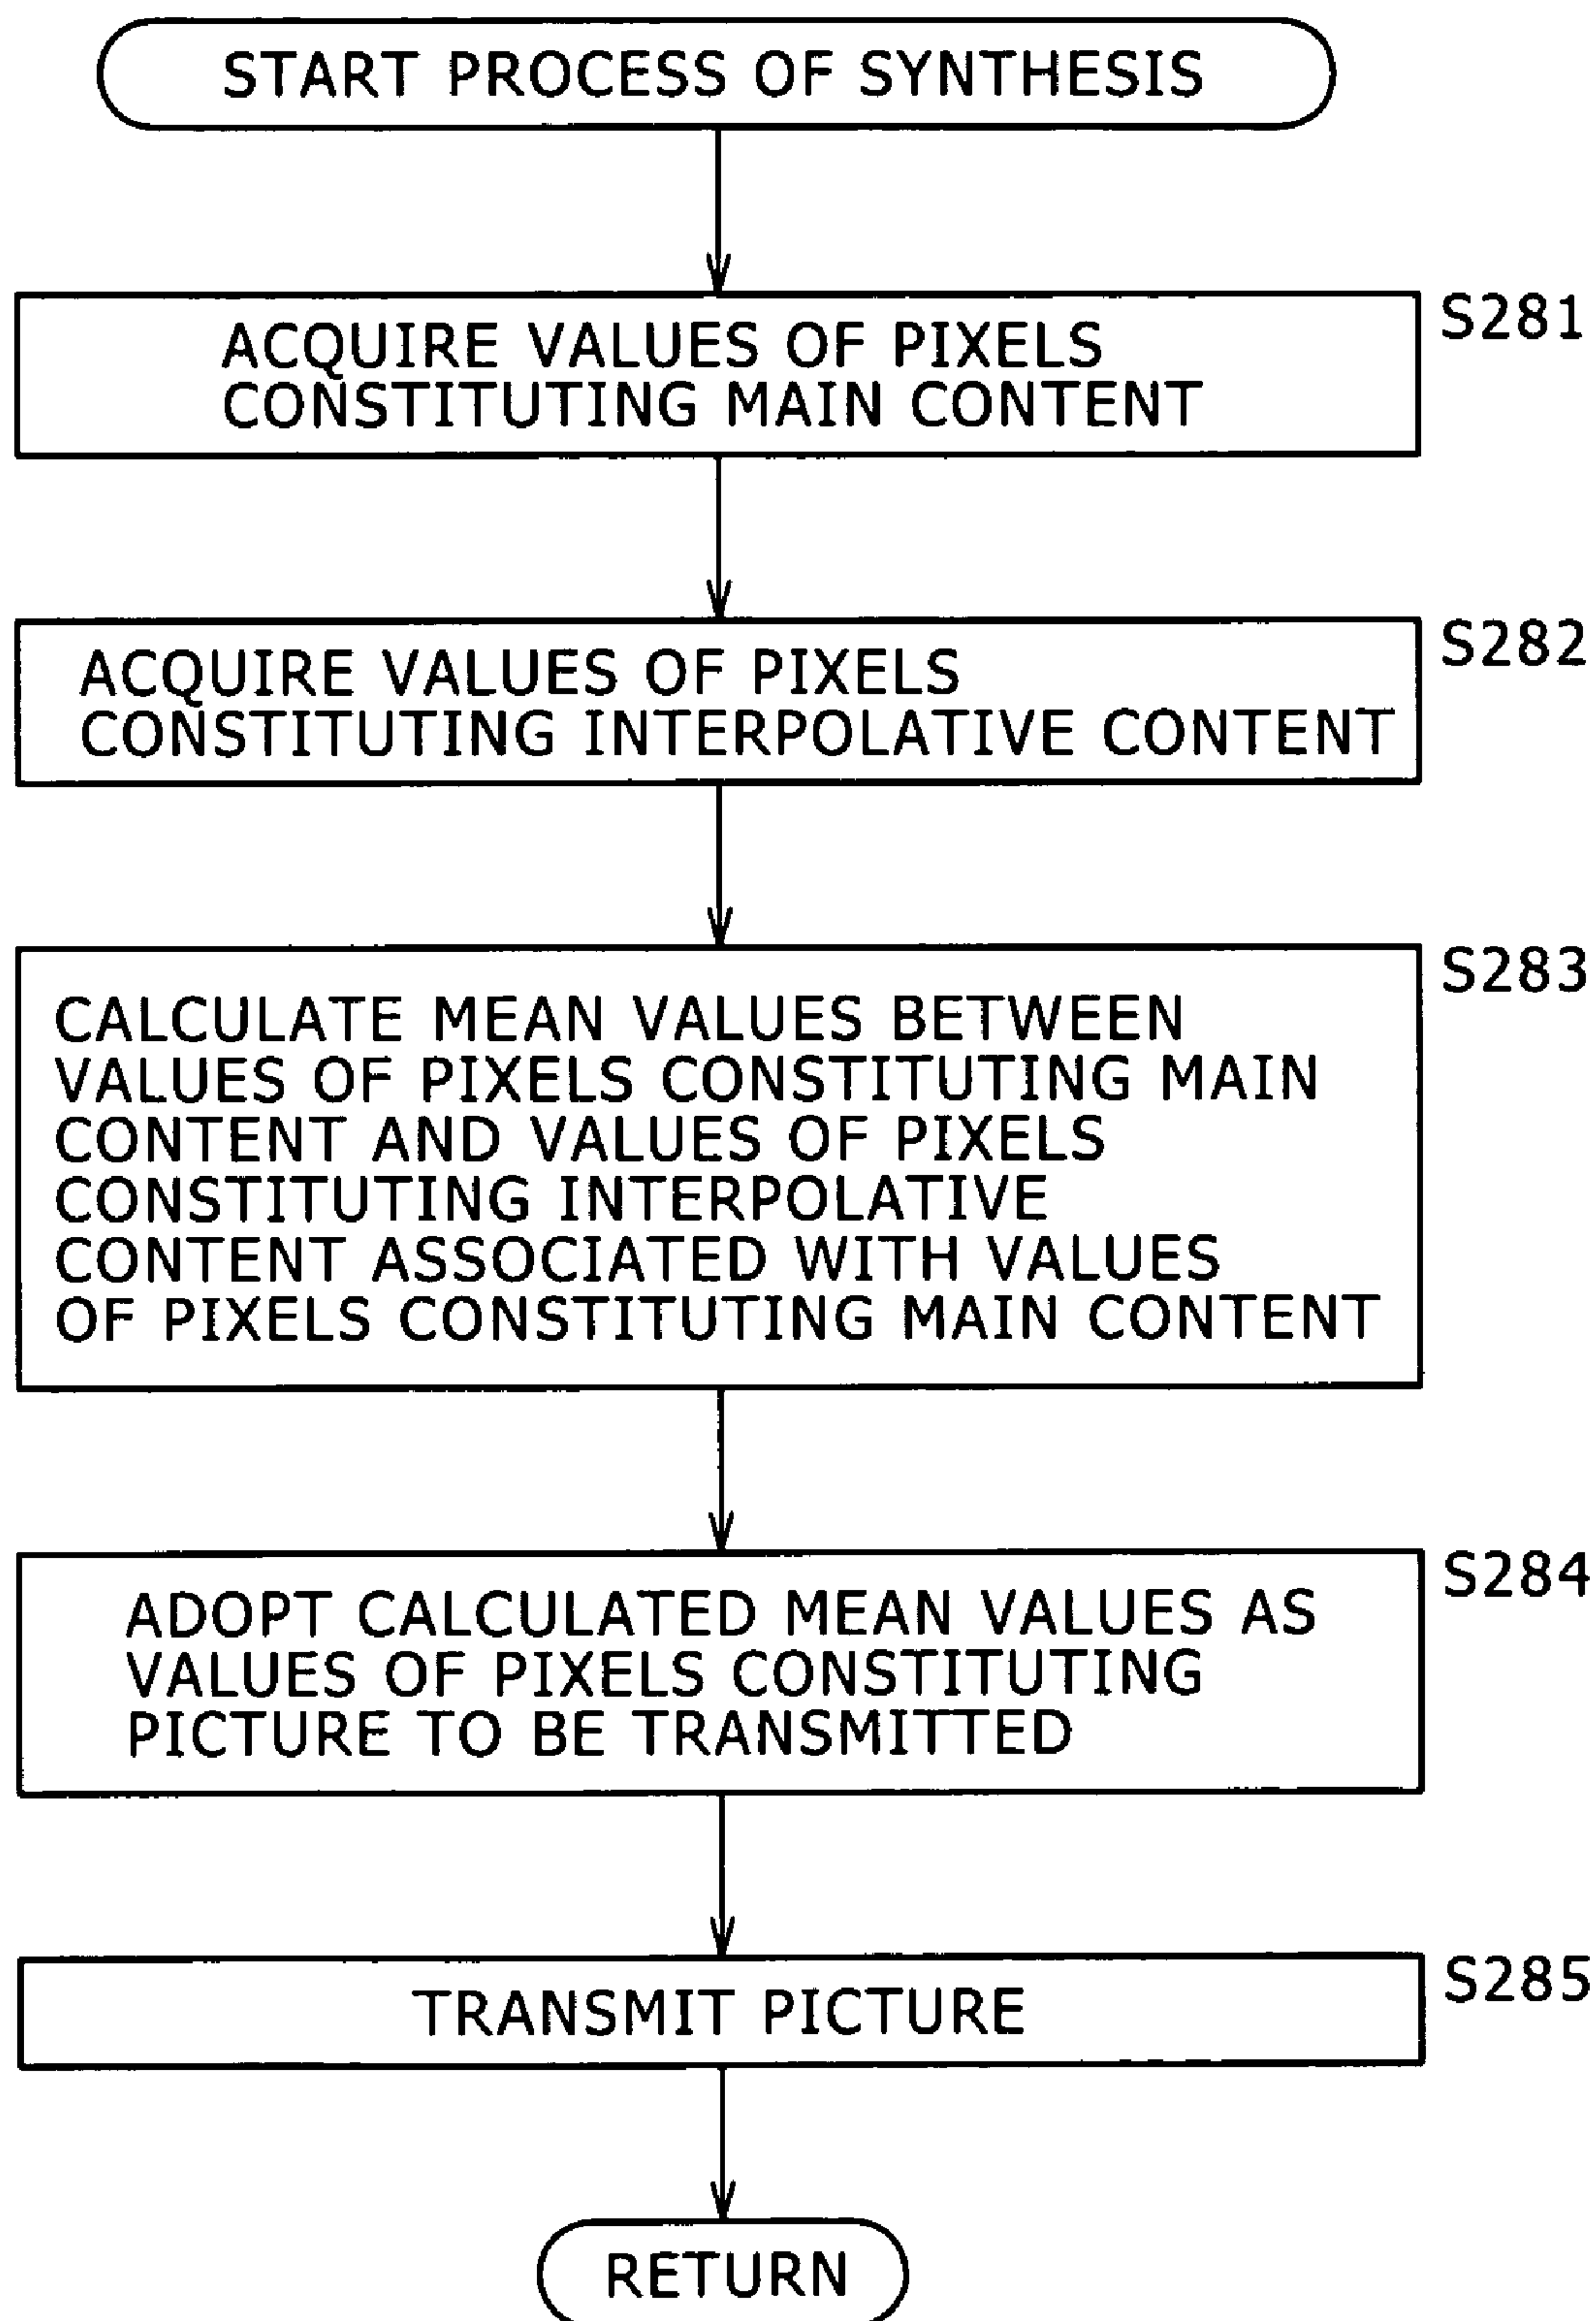 START PROCESS OF SYNTHESIS
S281
ACQUIRE VALUES OF PIXELS
CONSTITUTING MAIN CONTENT
S282
ACQUIRE VALUES OF PIXELS
CONSTITUTING INTERPOLATIVE CONTENT
S283
CALCULATE MEAN VALUES BETWEEN
VALUES OF PIXELS CONSTITUTING MAIN
CONTENT AND VALUES OF PIXELS
CONSTITUTING INTERPOLATIVE
CONTENT ASSOCIATED WITH VALUES
OF PIXELS CONSTITUTING MAIN CONTENT
S284
ADOPT CALCULATED MEAN VALUES AS
VALUES OF PIXELS CONSTITUTING
PICTURE TO BE TRANSMITTED
S285
TRANSMIT PICTURE
RETURN